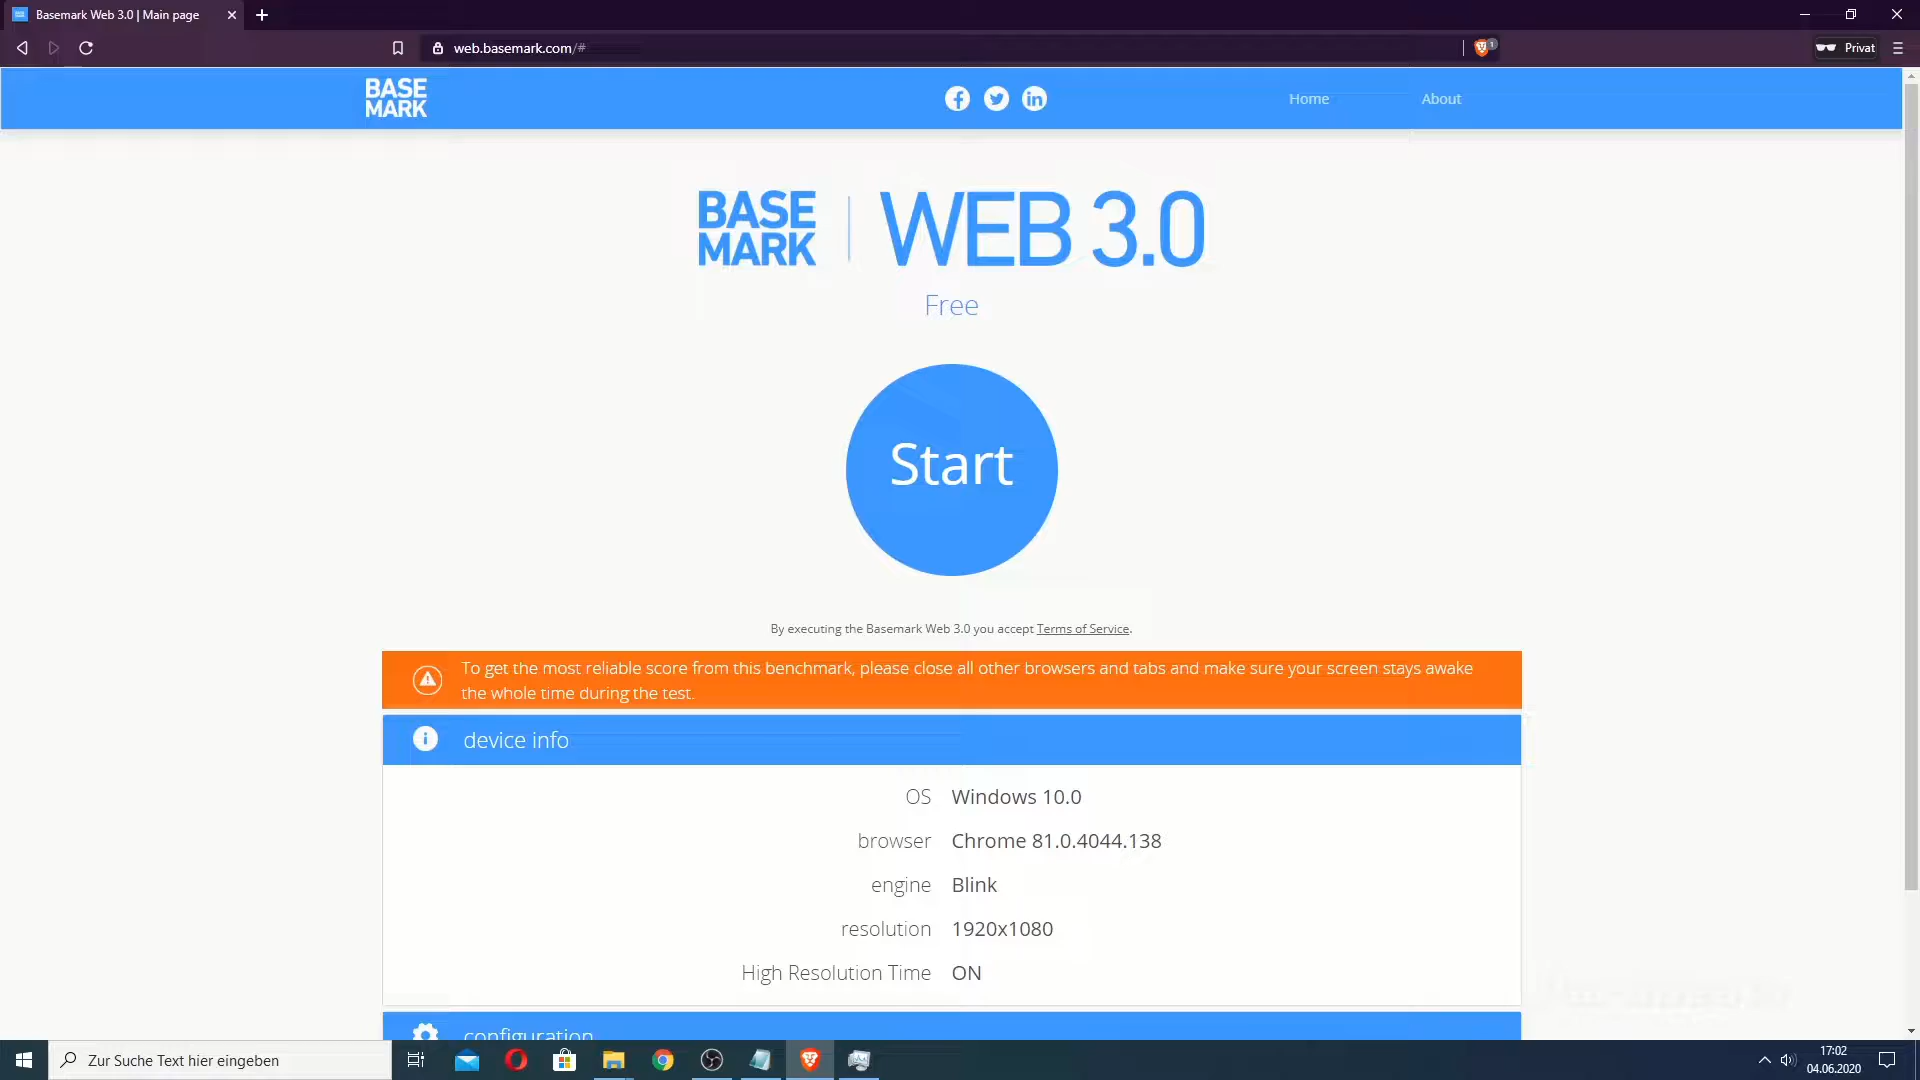 Basemark Web 3.0 | Main page
web.basemark.com/#
1
Privat
BASE
MARK
Home
About
BASE
MARK
WEB 3.0
Free
Start
By executing the Basemark Web 3.0 you accept Terms of Service.
To get the most reliable score from this benchmark, please close all other browsers and tabs and make sure your screen stays awake
the whole time during the test.
device info
OS Windows 10.0
browser Chrome 81.0.4044.138
engine Blink
resolution 1920x1080
High Resolution Time ON
configuration
Zur Suche Text hier eingeben
17:02
04.06.2020